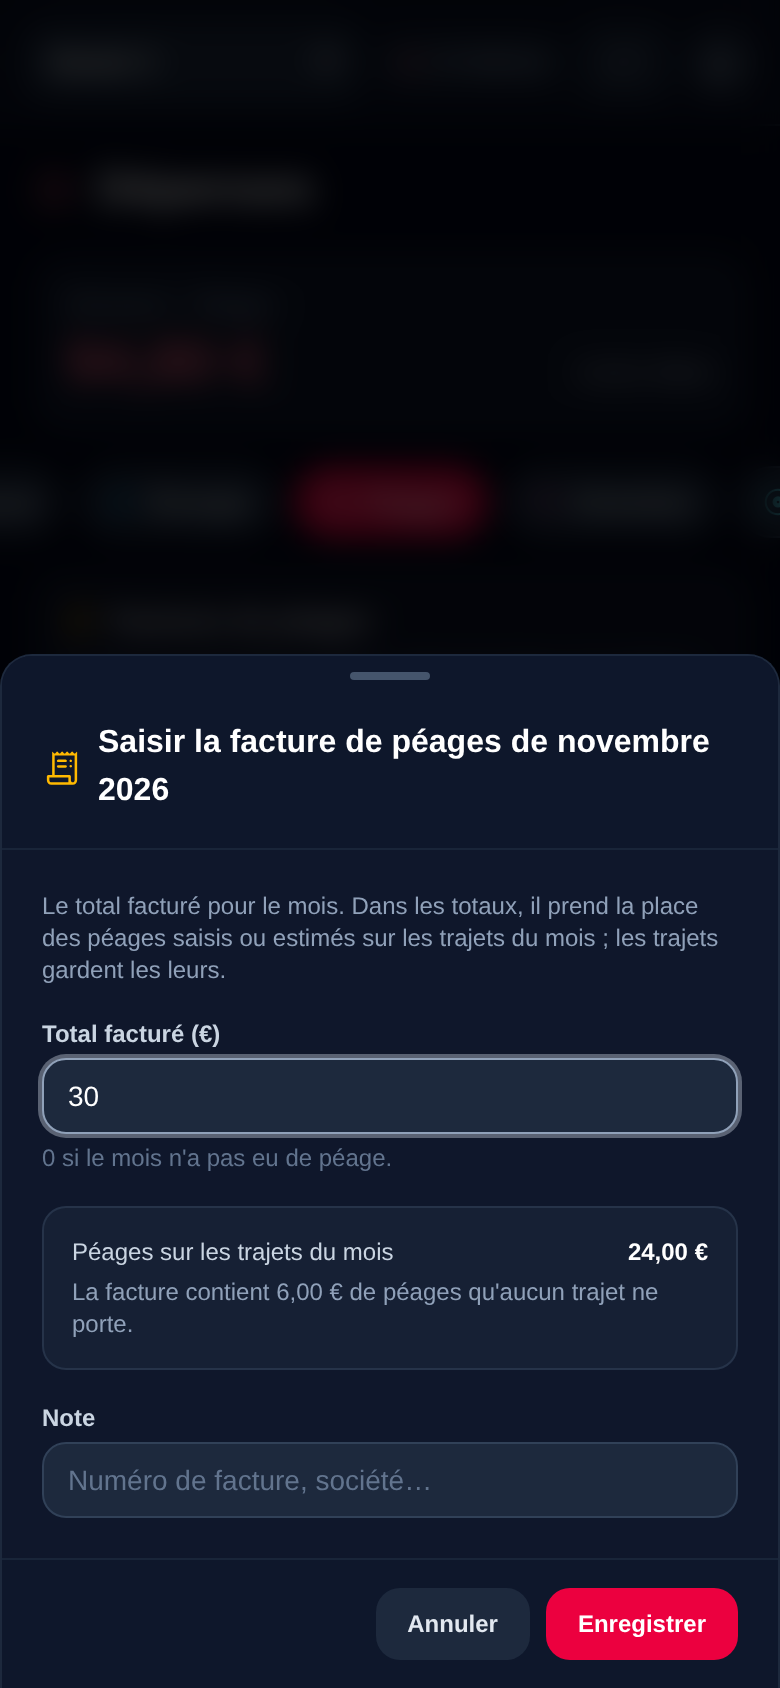 Saisir la facture de péages de novembre
2026
Le total facturé pour le mois. Dans les totaux, il prend la place
des péages saisis ou estimés sur les trajets du mois ; les trajets
gardent les leurs.
Total facturé (€)
30
0 si le mois n'a pas eu de péage.
Péages sur les trajets du mois 24,00 €
La facture contient 6,00 € de péages qu'aucun trajet ne
porte.
Note
Numéro de facture, société…
Annuler Enregistrer